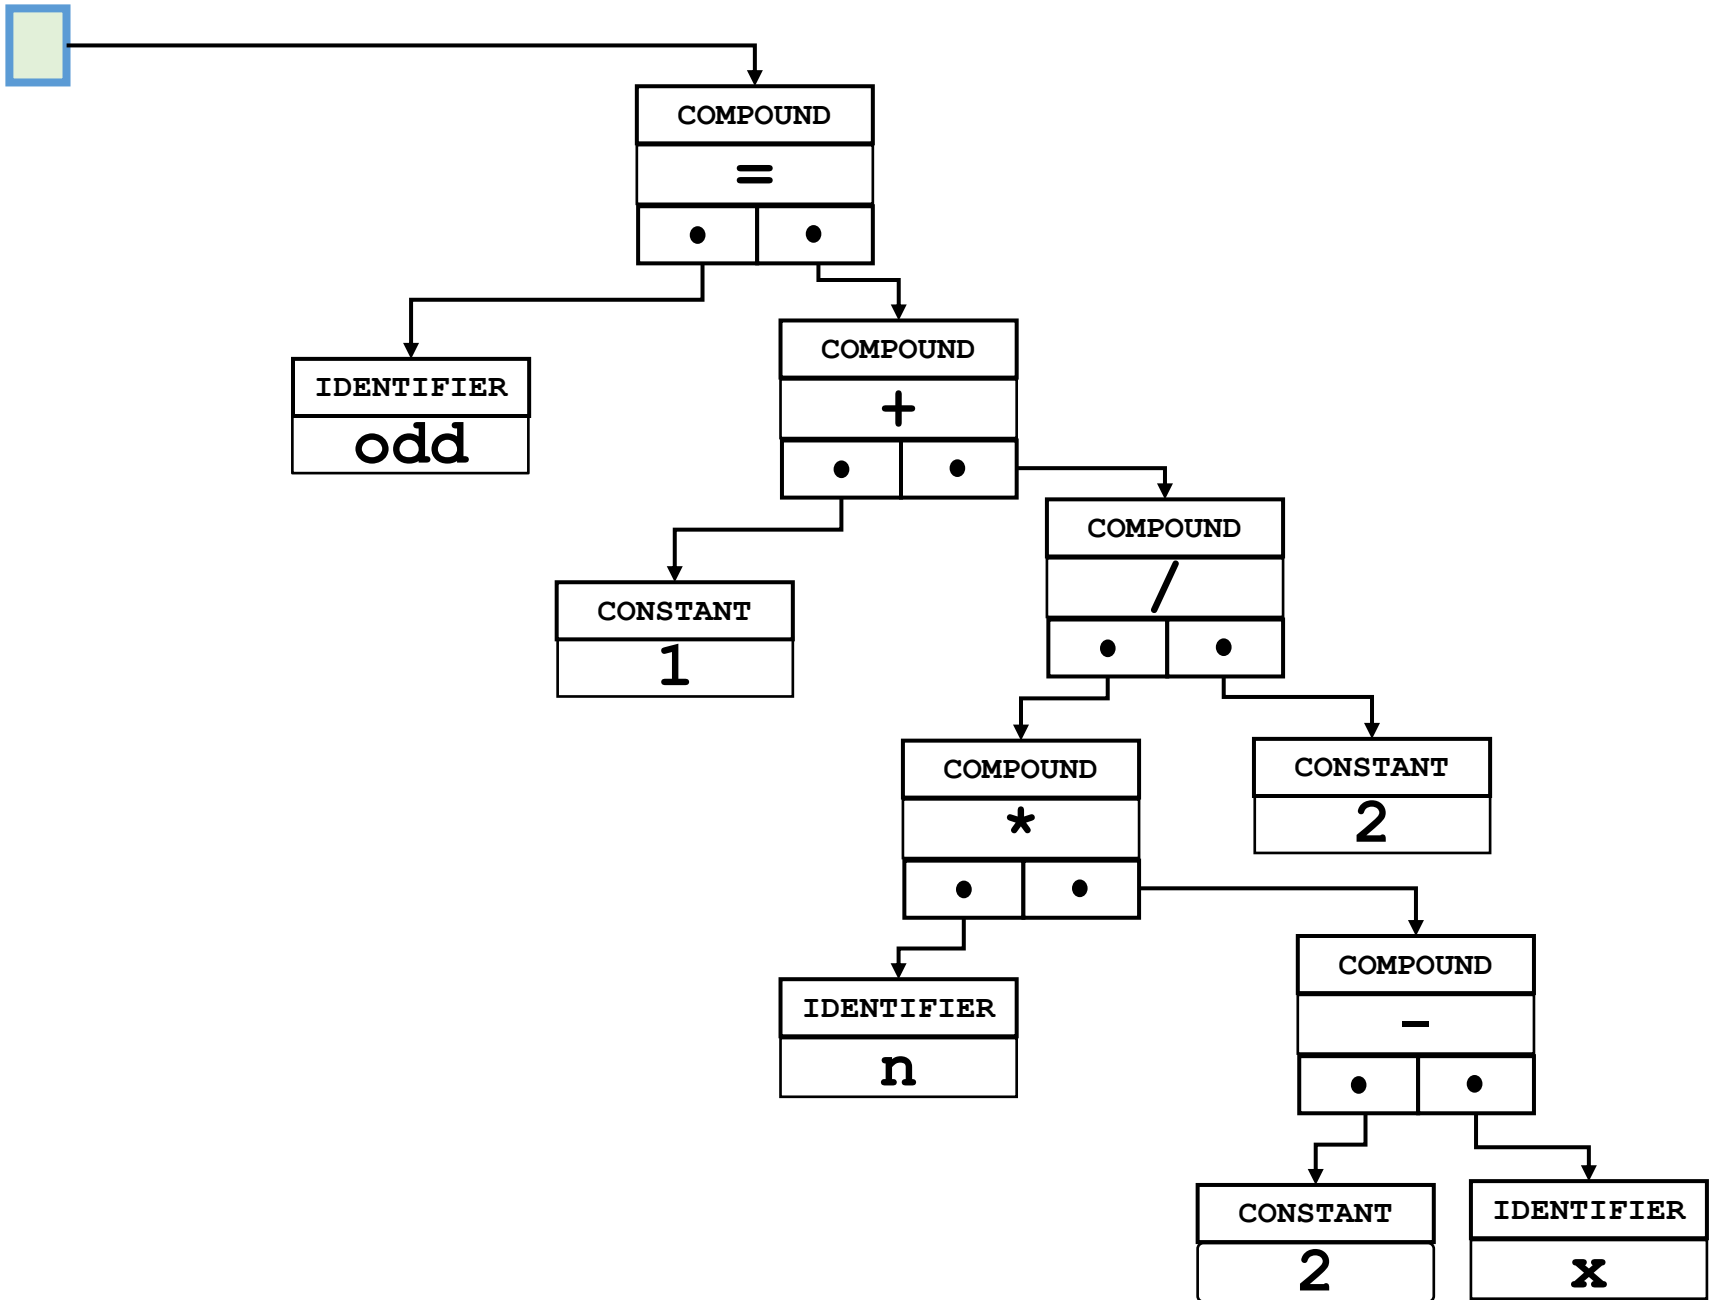 COMPOUND
=
COMPOUND
+
IDENTIFIER
odd
COMPOUND
/
CONSTANT
1
COMPOUND
*
CONSTANT
2
COMPOUND
-
IDENTIFIER
n
CONSTANT
2
IDENTIFIER
x